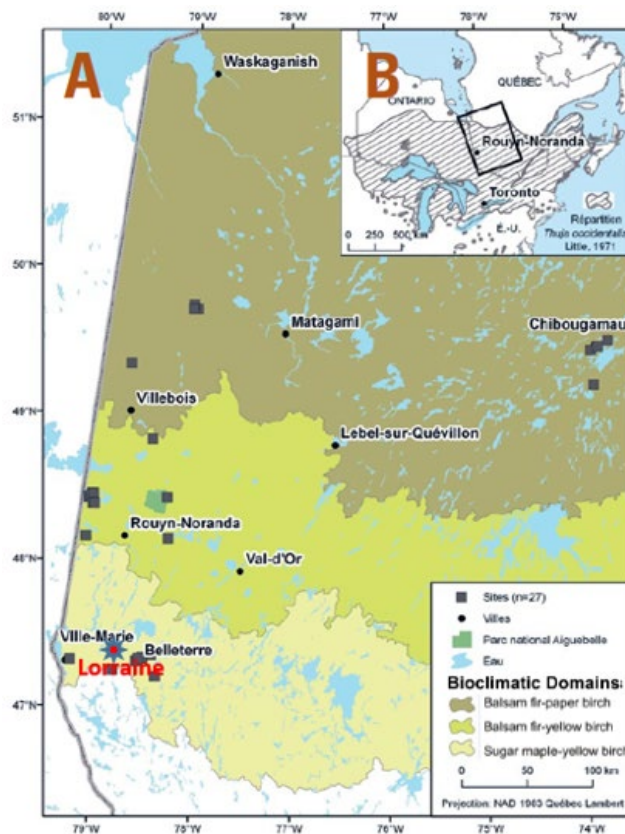 80°W 79°W 78°W 77°W 76°W 75°W
A
B
Waskaganish
51°N
QUÉBEC
ONTARIO
Rouyn-Noranda
Toronto
É.-U.
Répartition
Thuja occidentalis
Little, 1971
0 250 500 km
50°N
Matagami
Chibougamau
Villebois
49°N
Lebel-sur-Quévillon
Rouyn-Noranda
48°N
Val-d'Or
Ville-Marie
Belleterre
Lorraine
47°N
Sites (n=27)
Villes
Parc national Aiguebelle
Eau
Bioclimatic Domains:
Balsam fir-paper birch
Balsam fir-yellow birch
Sugar maple-yellow birch
0 50 100 km
Projection: NAD 1983 Québec Lambert
79°W 78°W 77°W 76°W 75°W 74°W